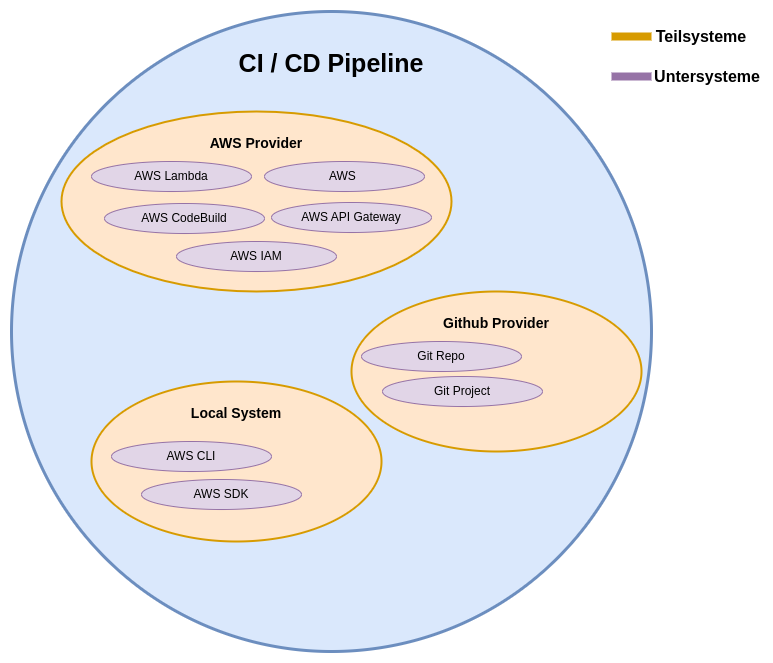 CI / CD Pipeline
Teilsysteme
Untersysteme
AWS Provider
AWS Lambda
AWS
AWS CodeBuild
AWS API Gateway
AWS IAM
Github Provider
Git Repo
Git Project
Local System
AWS CLI
AWS SDK